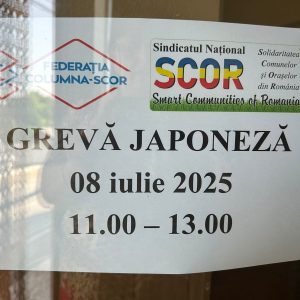 FEDERAȚIA
COLUMNA-SCOR
Sindicatul Național
SCOR
Smart Communities of Romania
Solidaritatea
Comunelor
și Orașelor
din România
GREVĂ JAPONEZĂ
08 iulie 2025
11.00 – 13.00